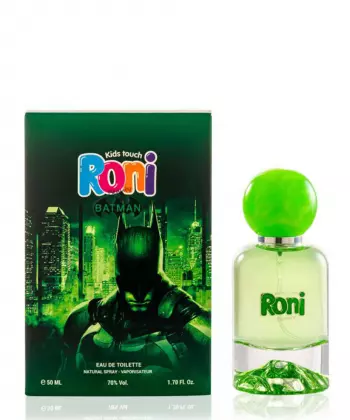 Kids touch
Roni
BATMAN
EAU DE TOILETTE
NATURAL SPRAY - VAPORISATEUR
℮ 50 ML 70% Vol. 1.70 Fl. Oz.
Roni